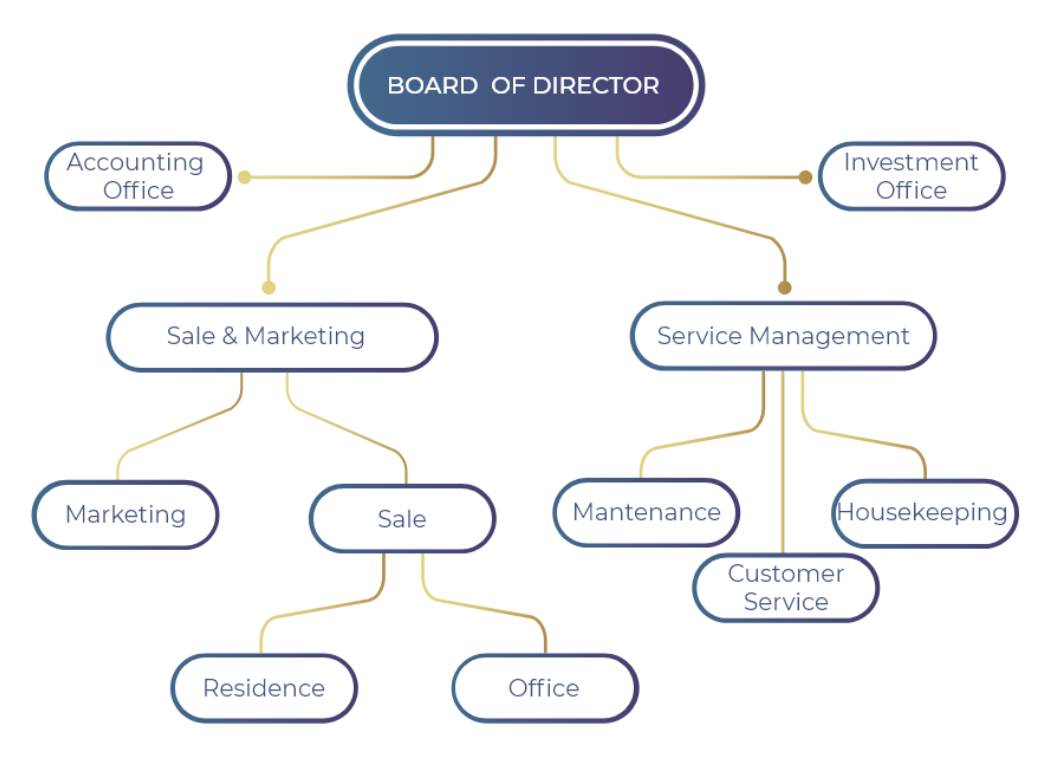 BOARD OF DIRECTOR
Accounting
Office
Investment
Office
Sale & Marketing
Service Management
Marketing
Sale
Mantenance
Housekeeping
Customer
Service
Residence
Office